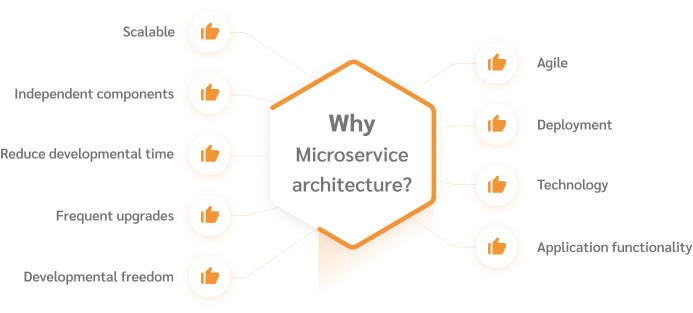 Scalable
Independent components
Reduce developmental time
Frequent upgrades
Developmental freedom
Why
Microservice
architecture?
Agile
Deployment
Technology
Application functionality